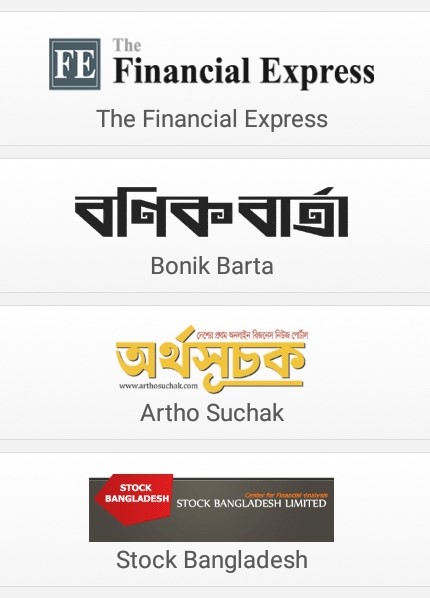 FE The
Financial Express
The Financial Express
বণিক বার্তা
Bonik Barta
দেশের প্রথম অনলাইন বিজনেস নিউজ পোর্টাল
অর্থসূচক
www.arthosuchak.com
Artho Suchak
STOCK
BANGLADESH
Center for Financial Analysis
STOCK BANGLADESH LIMITED
Stock Bangladesh